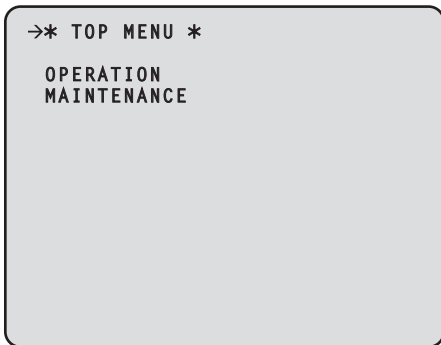 →* TOP MENU *
OPERATION
MAINTENANCE